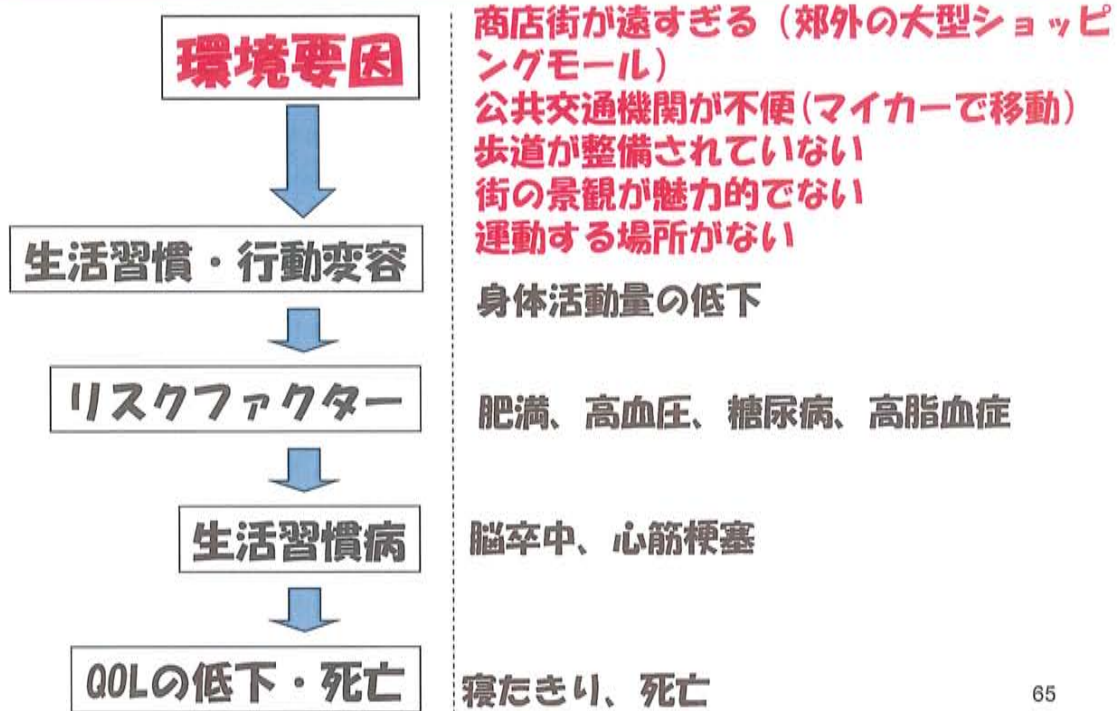 環境要因
商店街が遠すぎる（郊外の大型ショッピ
ングモール）
公共交通機関が不便（マイカーで移動）
歩道が整備されていない
街の景観が魅力的でない
運動する場所がない
生活習慣・行動変容
身体活動量の低下
リスクファクター
肥満、高血圧、糖尿病、高脂血症
生活習慣病
脳卒中、心筋梗塞
QOLの低下・死亡
寝たきり、死亡
65